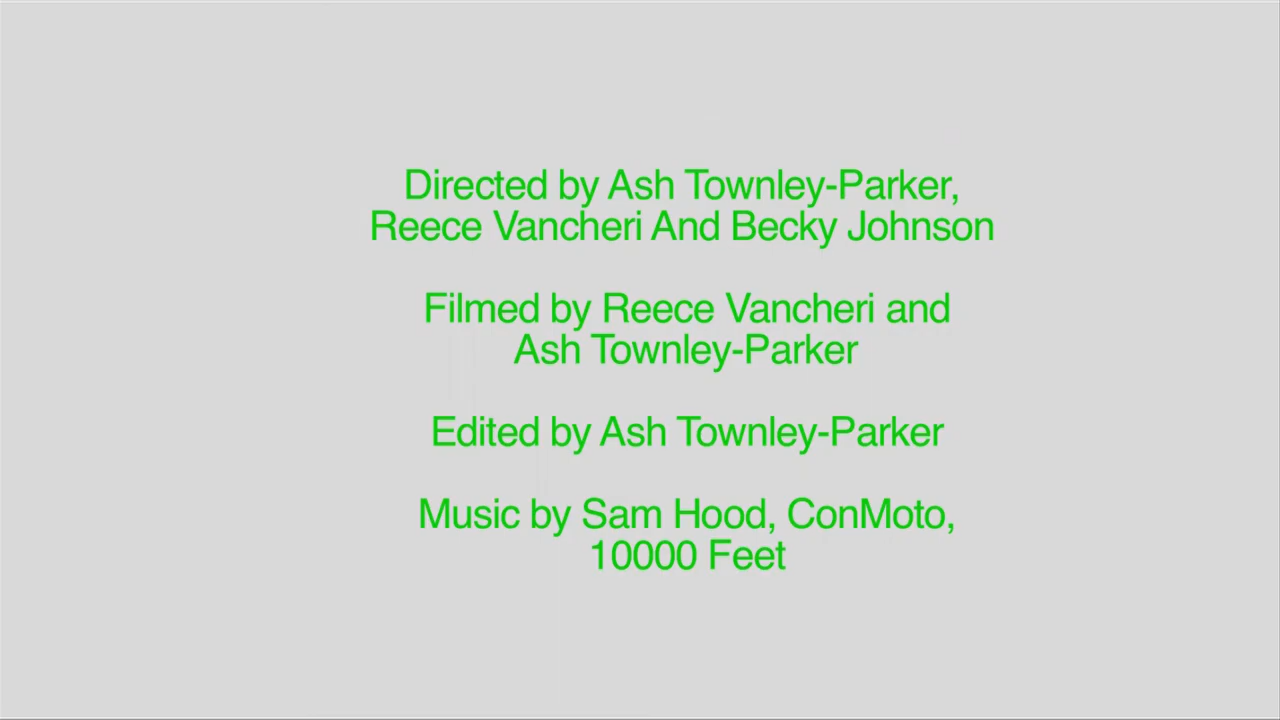 Directed by Ash Townley-Parker,
Reece Vancheri And Becky Johnson
Filmed by Reece Vancheri and
Ash Townley-Parker
Edited by Ash Townley-Parker
Music by Sam Hood, ConMoto,
10000 Feet